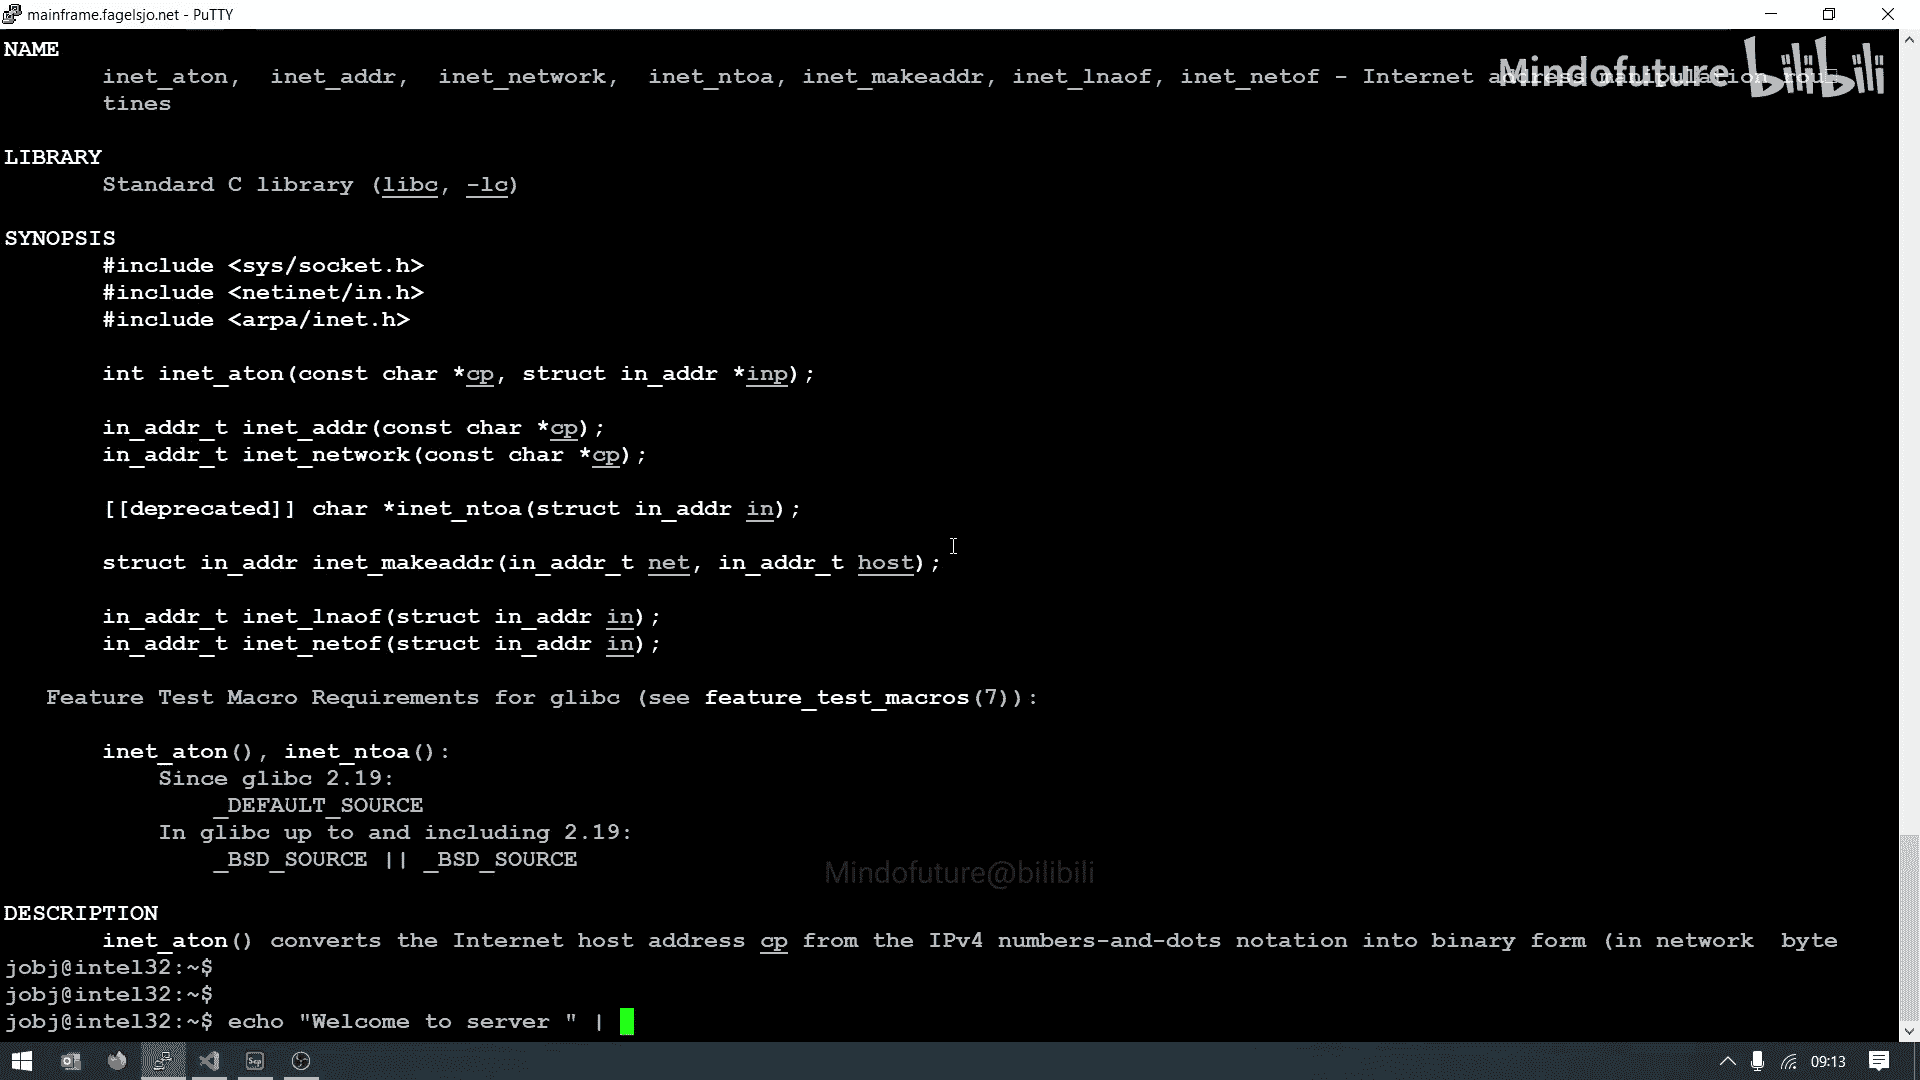 mainframe.fagelsjo.net - PuTTY
NAME
inet_aton, inet_addr, inet_network, inet_ntoa, inet_makeaddr, inet_lnaof, inet_netof - Internet address manipulation rou
tines
Mindofuture bilibili
LIBRARY
Standard C library (libc, -lc)
SYNOPSIS
#include <sys/socket.h>
#include <netinet/in.h>
#include <arpa/inet.h>
int inet_aton(const char *cp, struct in_addr *inp);
in_addr_t inet_addr(const char *cp);
in_addr_t inet_network(const char *cp);
[[deprecated]] char *inet_ntoa(struct in_addr in);
struct in_addr inet_makeaddr(in_addr_t net, in_addr_t host);
in_addr_t inet_lnaof(struct in_addr in);
in_addr_t inet_netof(struct in_addr in);
Feature Test Macro Requirements for glibc (see feature_test_macros(7)):
inet_aton(), inet_ntoa():
Since glibc 2.19:
_DEFAULT_SOURCE
In glibc up to and including 2.19:
_BSD_SOURCE || _BSD_SOURCE
Mindofuture@bilibili
DESCRIPTION
inet_aton() converts the Internet host address cp from the IPv4 numbers-and-dots notation into binary form (in network byte
jobj@intel32:~$
jobj@intel32:~$
jobj@intel32:~$ echo "Welcome to server " |
09:13